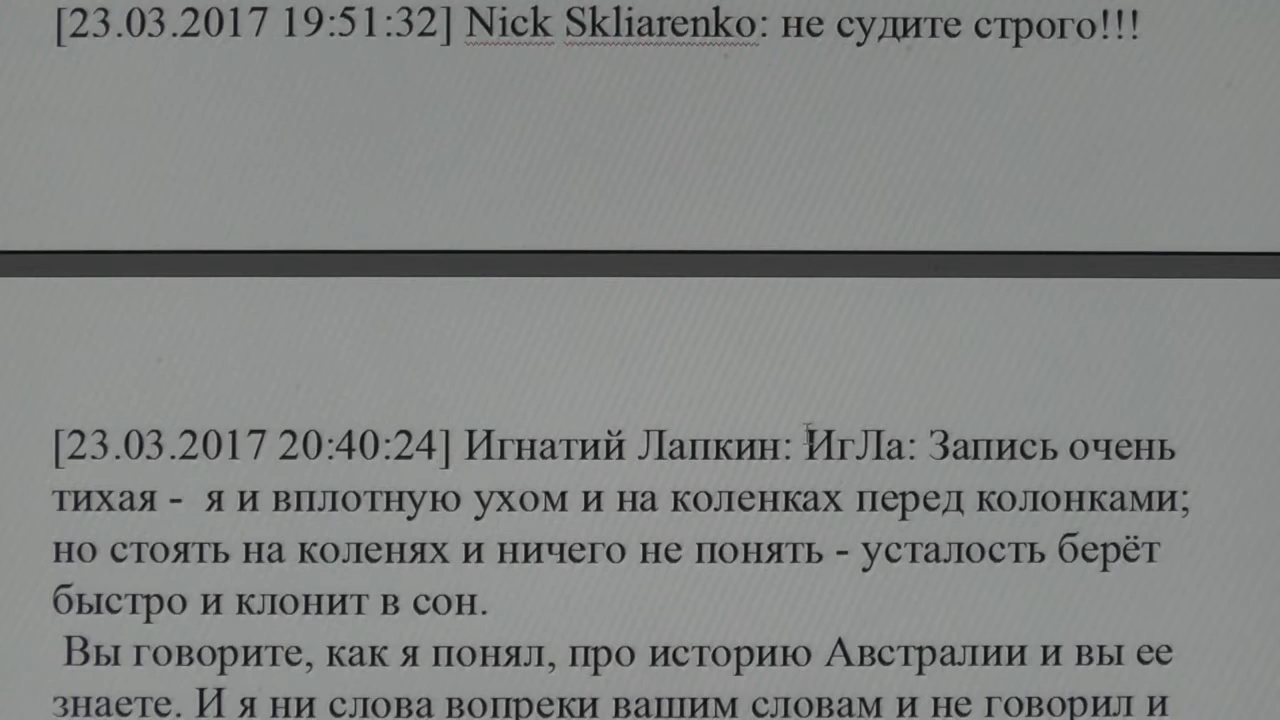 [23.03.2017 19:51:32] Nick Skliarenko: не судите строго!!!
[23.03.2017 20:40:24] Игнатий Лапкин: ИгЛа: Запись очень
тихая -  я и вплотную ухом и на коленках перед колонками;
но стоять на коленях и ничего не понять - усталость берёт
быстро и клонит в сон.
Вы говорите, как я понял, про историю Австралии и вы ее
знаете. И я ни слова вопреки вашим словам и не говорил и